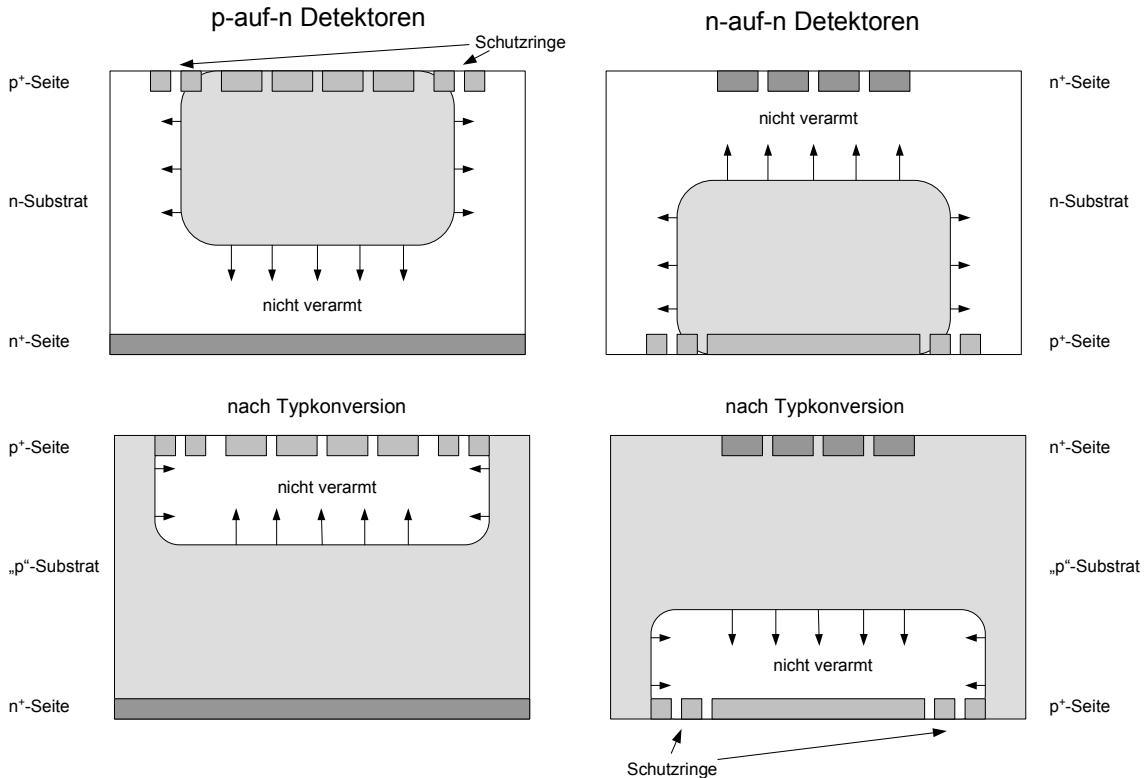 p-auf-n Detektoren
n-auf-n Detektoren
Schutzringe
p+-Seite
n+-Seite
nicht verarmt
n-Substrat
n-Substrat
nicht verarmt
n+-Seite
p+-Seite
nach Typkonversion
nach Typkonversion
p+-Seite
n+-Seite
nicht verarmt
„p“-Substrat
„p“-Substrat
nicht verarmt
n+-Seite
p+-Seite
Schutzringe